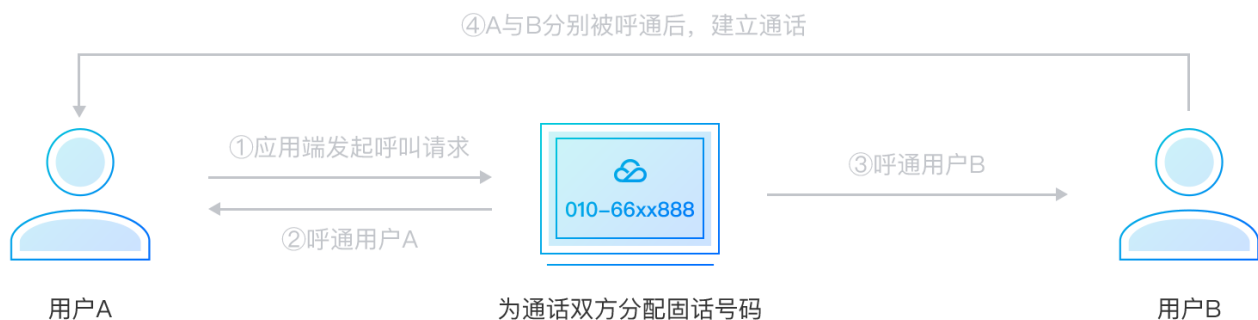 ④A与B分别被呼通后，建立通话
①应用端发起呼叫请求
②呼通用户A
010-66xx888
③呼通用户B
用户A
为通话双方分配固话号码
用户B